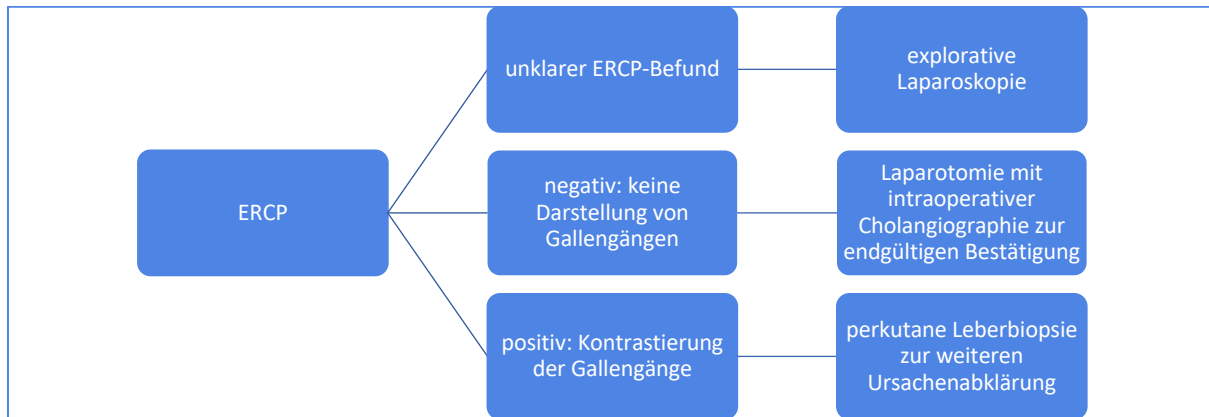 ERCP
unklarer ERCP-Befund
explorative
Laparoskopie
negativ: keine
Darstellung von
Gallengängen
Laparotomie mit
intraoperativer
Cholangiographie zur
endgültigen Bestätigung
positiv: Kontrastierung
der Gallengänge
perkutane Leberbiopsie
zur weiteren
Ursachenabklärung